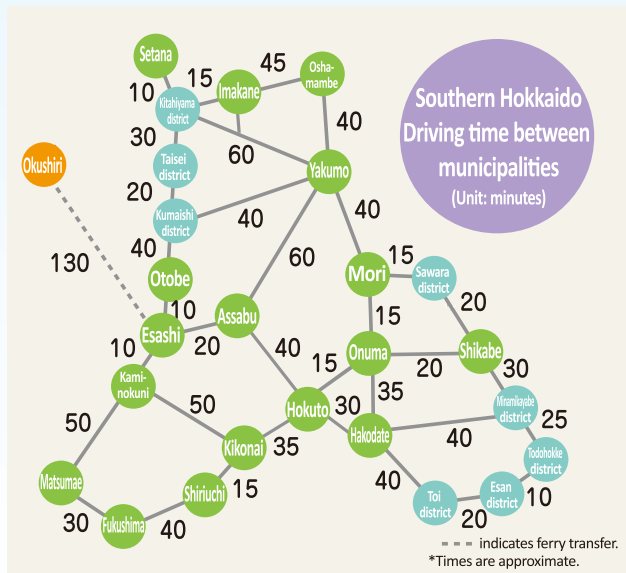 Setana
10
15
45
Imakane
Osha-
mambe
Kitahiyama
district
30
60
40
Southern Hokkaido
Driving time between
municipalities
(Unit: minutes)
Okushiri
Taisei
district
Yakumo
20
Kumaishi
district
40
40
40
130
60
Otobe
10
Mori
15
Sawara
district
20
Assabu
15
Esashi
20
10
40
15
Onuma
20
Shikabe
30
35
Kami-
nokuni
50
50
Hokuto
30
Hakodate
Minamikayabe
district
25
40
Kikonai
35
Todohokke
district
Matsumae
15
Shiriuchi
40
Toi
district
Esan
district
10
20
30
Fukushima
40
indicates ferry transfer.
*Times are approximate.